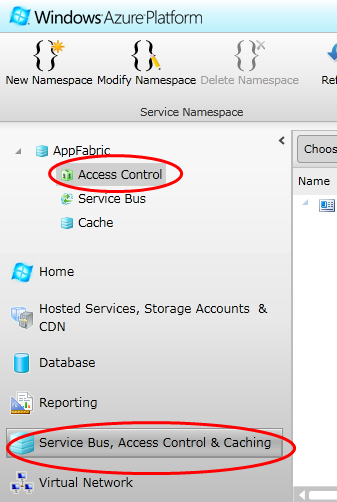 Windows Azure Platform
New Namespace Modify Namespace Delete Namespace
Service Namespace
AppFabric
Choos
Access Control
Name
Service Bus
Cache
Home
Hosted Services, Storage Accounts &
CDN
Database
Reporting
Service Bus, Access Control & Caching
Virtual Network